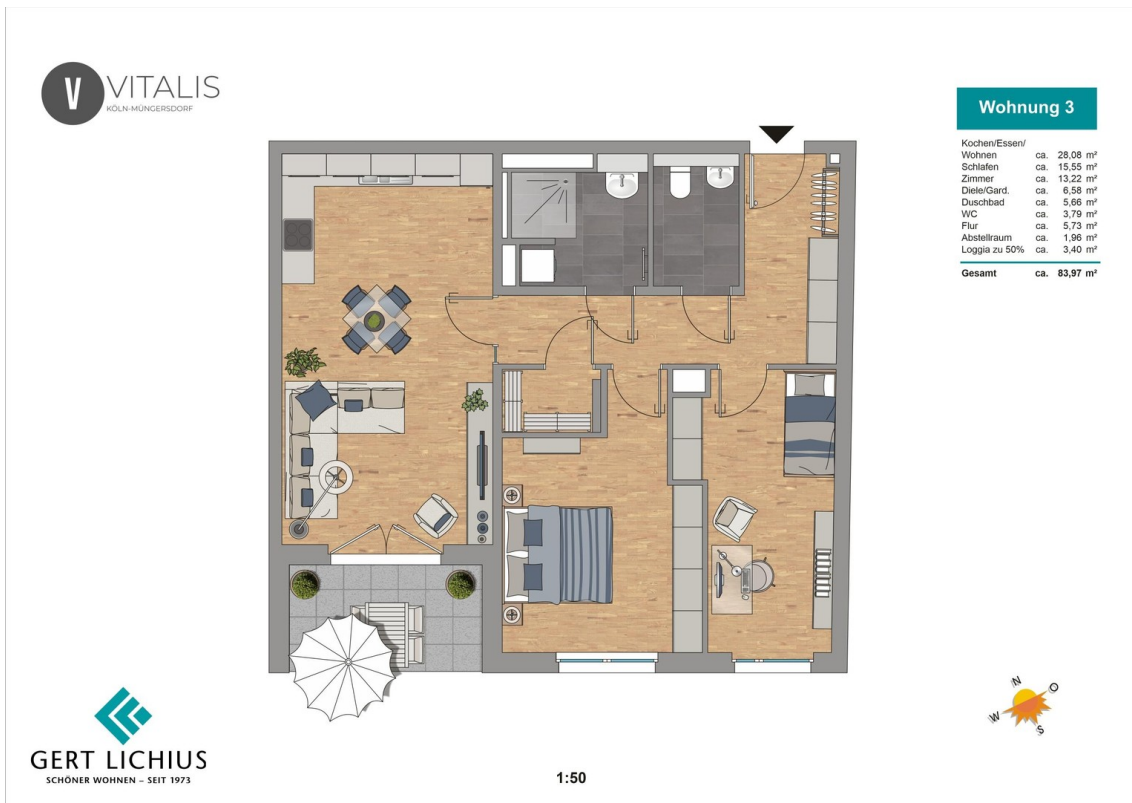 V VITALIS
KÖLN-MÜNGERSDORF
Wohnung 3
Kochen/Essen/
Wohnen ca. 28,08 m²
Schlafen ca. 15,55 m²
Zimmer ca. 13,22 m²
Diele/Gard. ca. 6,58 m²
Duschbad ca. 5,66 m²
WC ca. 3,79 m²
Flur ca. 5,73 m²
Abstellraum ca. 1,96 m²
Loggia zu 50% ca. 3,40 m²
Gesamt ca. 83,97 m²
N
O
W
S
GERT LICHIUS
SCHÖNER WOHNEN – SEIT 1973
1:50